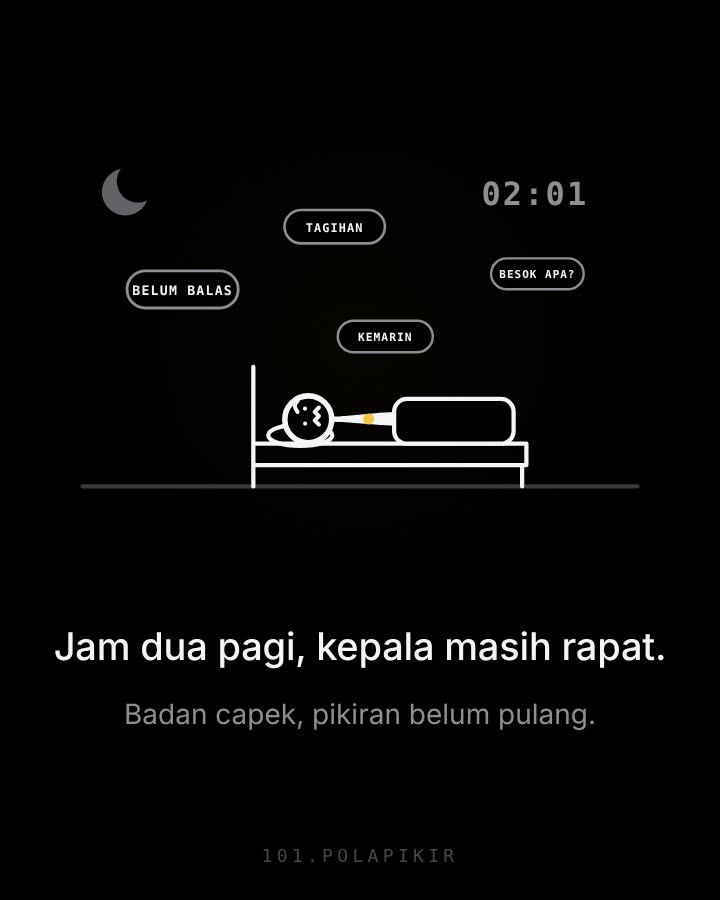 02:01
TAGIHAN
BESOK APA?
BELUM BALAS
KEMARIN
Jam dua pagi, kepala masih rapat.
Badan capek, pikiran belum pulang.
101.POLAPIKIR